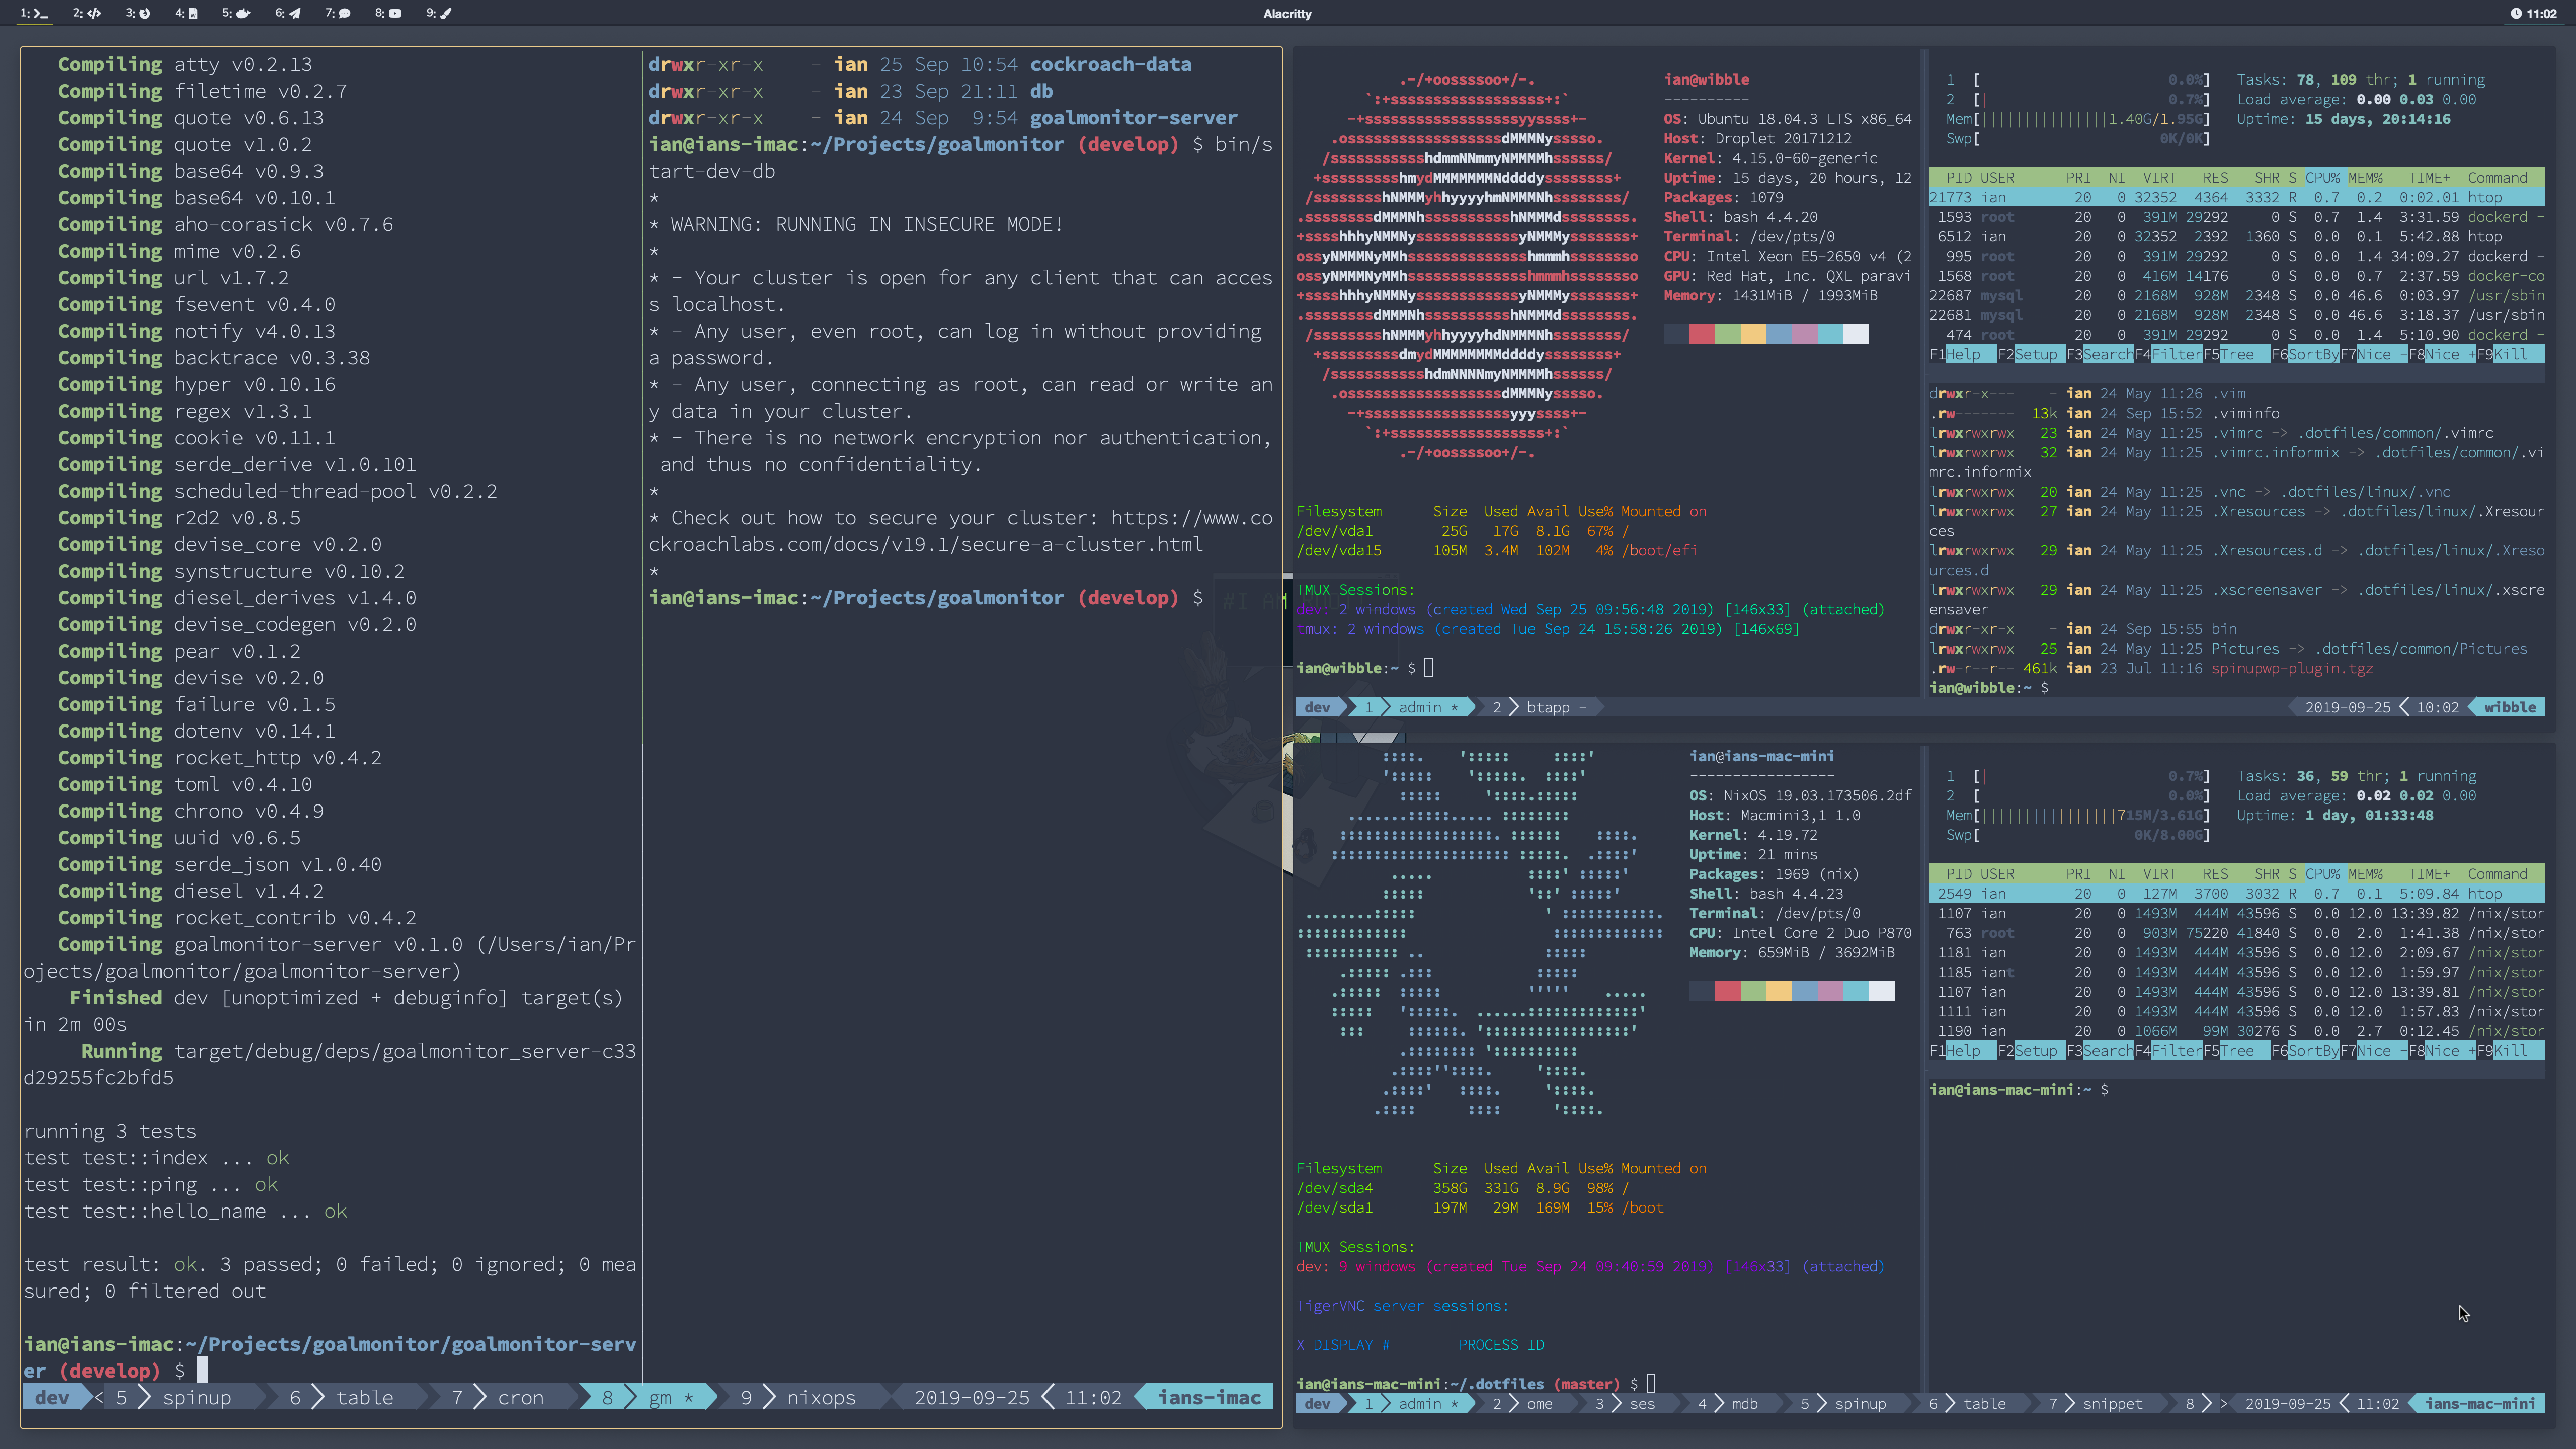 1: 2: 3: 4: 5: 6: 7: 8: 9:
Alacritty
11:02
Compiling atty v0.2.13
Compiling filetime v0.2.7
Compiling quote v0.6.13
Compiling quote v1.0.2
Compiling base64 v0.9.3
Compiling base64 v0.10.1
Compiling aho-corasick v0.7.6
Compiling mime v0.2.6
Compiling url v1.7.2
Compiling fsevent v0.4.0
Compiling notify v4.0.13
Compiling backtrace v0.3.38
Compiling hyper v0.10.16
Compiling regex v1.3.1
Compiling cookie v0.11.1
Compiling serde_derive v1.0.101
Compiling scheduled-thread-pool v0.2.2
Compiling r2d2 v0.8.5
Compiling devise_core v0.2.0
Compiling synstructure v0.10.2
Compiling diesel_derives v1.4.0
Compiling devise_codegen v0.2.0
Compiling pear v0.1.2
Compiling devise v0.2.0
Compiling failure v0.1.5
Compiling dotenv v0.14.1
Compiling rocket_http v0.4.2
Compiling toml v0.4.10
Compiling chrono v0.4.9
Compiling uuid v0.6.5
Compiling serde_json v1.0.40
Compiling diesel v1.4.2
Compiling rocket_contrib v0.4.2
Compiling goalmonitor-server v0.1.0 (/Users/ian/Pr
ojects/goalmonitor/goalmonitor-server)
Finished dev [unoptimized + debuginfo] target(s)
in 2m 00s
Running target/debug/deps/goalmonitor_server-c33
d29255fc2bfd5
running 3 tests
test test::index ... ok
test test::ping ... ok
test test::hello_name ... ok
test result: ok. 3 passed; 0 failed; 0 ignored; 0 mea
sured; 0 filtered out
ian@ians-imac:~/Projects/goalmonitor/goalmonitor-serv
er (develop) $
drwxr-xr-x - ian 25 Sep 10:54 cockroach-data
drwxr-xr-x - ian 23 Sep 21:11 db
drwxr-xr-x - ian 24 Sep 9:54 goalmonitor-server
ian@ians-imac:~/Projects/goalmonitor (develop) $ bin/s
tart-dev-db
*
* WARNING: RUNNING IN INSECURE MODE!
*
* - Your cluster is open for any client that can acces
s localhost.
* - Any user, even root, can log in without providing
a password.
* - Any user, connecting as root, can read or write an
y data in your cluster.
* - There is no network encryption nor authentication,
and thus no confidentiality.
*
* Check out how to secure your cluster: https://www.co
ckroachlabs.com/docs/v19.1/secure-a-cluster.html
*
ian@ians-imac:~/Projects/goalmonitor (develop) $
#I AM
dev < 5 spinup 6 table 7 cron 8 gm * 9 nixops 2019-09-25 < 11:02 ians-imac
.-/+oossssoo+/-.
`:+ssssssssssssssssss+:`
-+ssssssssssssssssssyyssss+-
.ossssssssssssssssssdMMMNysssso.
/ssssssssssshdmmNNmmyNMMMMhssssss/
+ssssssssshmydMMMMMMMNddddyssssssss+
/sssssssshNMMMyhhyyyyhmNMMMNhssssssss/
.ssssssssdMMMNhsssssssssshNMMMdssssssss.
+sssshhhyNMMNyssssssssssssyNMMMysssssss+
ossyNMMMNyMMhsssssssssssssshmmmhssssssso
ossyNMMMNyMMhsssssssssssssshmmmhssssssso
+sssshhhyNMMNyssssssssssssyNMMMysssssss+
.ssssssssdMMMNhsssssssssshNMMMdssssssss.
/sssssssshNMMMyhhyyyyhdNMMMNhssssssss/
+sssssssssdmydMMMMMMMMddddyssssssss+
/ssssssssssshdmNNNNmyNMMMMhssssss/
.ossssssssssssssssssdMMMNysssso.
-+sssssssssssssssssyyyssss+-
`:+ssssssssssssssssss+:`
.-/+oossssoo+/-.
ian@wibble
----------
OS: Ubuntu 18.04.3 LTS x86_64
Host: Droplet 20171212
Kernel: 4.15.0-60-generic
Uptime: 15 days, 20 hours, 12
Packages: 1079
Shell: bash 4.4.20
Terminal: /dev/pts/0
CPU: Intel Xeon E5-2650 v4 (2
GPU: Red Hat, Inc. QXL paravi
Memory: 1431MiB / 1993MiB
Filesystem Size Used Avail Use% Mounted on
/dev/vda1 25G 17G 8.1G 67% /
/dev/vda15 105M 3.4M 102M 4% /boot/efi
TMUX Sessions:
dev: 2 windows (created Wed Sep 25 09:56:48 2019) [146x33] (attached)
tmux: 2 windows (created Tue Sep 24 15:58:26 2019) [146x69]
ian@wibble:~ $
1 [ 0.0%] Tasks: 78, 109 thr; 1 running
2 [| 0.7%] Load average: 0.00 0.03 0.00
Mem[|||||||||||||||1.40G/1.95G] Uptime: 15 days, 20:14:16
Swp[ 0K/0K]
PID USER PRI NI VIRT RES SHR S CPU% MEM% TIME+ Command
21773 ian 20 0 32352 4364 3332 R 0.7 0.2 0:02.01 htop
1593 root 20 0 391M 29292 0 S 0.7 1.4 3:31.59 dockerd -
6512 ian 20 0 32352 2392 1360 S 0.0 0.1 5:42.88 htop
995 root 20 0 391M 29292 0 S 0.0 1.4 34:09.27 dockerd -
1568 root 20 0 416M 14176 0 S 0.0 0.7 2:37.59 docker-co
22687 mysql 20 0 2168M 928M 2348 S 0.0 46.6 0:03.97 /usr/sbin
22681 mysql 20 0 2168M 928M 2348 S 0.0 46.6 3:18.37 /usr/sbin
474 root 20 0 391M 29292 0 S 0.0 1.4 5:10.90 dockerd -
F1Help F2Setup F3SearchF4FilterF5Tree F6SortByF7Nice -F8Nice +F9Kill
drwxr-x--- - ian 24 May 11:26 .vim
.rw------- 13k ian 24 Sep 15:52 .viminfo
lrwxrwxrwx 23 ian 24 May 11:25 .vimrc -> .dotfiles/common/.vimrc
lrwxrwxrwx 32 ian 24 May 11:25 .vimrc.informix -> .dotfiles/common/.vi
mrc.informix
lrwxrwxrwx 20 ian 24 May 11:25 .vnc -> .dotfiles/linux/.vnc
lrwxrwxrwx 27 ian 24 May 11:25 .Xresources -> .dotfiles/linux/.Xresour
ces
lrwxrwxrwx 29 ian 24 May 11:25 .Xresources.d -> .dotfiles/linux/.Xreso
urces.d
lrwxrwxrwx 29 ian 24 May 11:25 .xscreensaver -> .dotfiles/linux/.xscre
ensaver
drwxr-xr-x - ian 24 Sep 15:55 bin
lrwxrwxrwx 25 ian 24 May 11:25 Pictures -> .dotfiles/common/Pictures
.rw-r--r-- 461k ian 23 Jul 11:16 spinupwp-plugin.tgz
ian@wibble:~ $
dev 1 admin * 2 btapp - 2019-09-25 < 10:02 wibble
ian@ians-mac-mini
-----------------
OS: NixOS 19.03.173506.2df
Host: Macmini3,1 1.0
Kernel: 4.19.72
Uptime: 21 mins
Packages: 1969 (nix)
Shell: bash 4.4.23
Terminal: /dev/pts/0
CPU: Intel Core 2 Duo P870
Memory: 659MiB / 3692MiB
Filesystem Size Used Avail Use% Mounted on
/dev/sda4 358G 331G 8.9G 98% /
/dev/sda1 197M 29M 169M 15% /boot
TMUX Sessions:
dev: 9 windows (created Tue Sep 24 09:40:59 2019) [146x33] (attached)
TigerVNC server sessions:
X DISPLAY # PROCESS ID
ian@ians-mac-mini:~/.dotfiles (master) $
1 [| 0.7%] Tasks: 36, 59 thr; 1 running
2 [ 0.0%] Load average: 0.02 0.02 0.00
Mem[||||||||||||||||715M/3.61G] Uptime: 1 day, 01:33:48
Swp[ 0K/8.00G]
PID USER PRI NI VIRT RES SHR S CPU% MEM% TIME+ Command
2549 ian 20 0 127M 3700 3032 R 0.7 0.1 5:09.84 htop
1107 ian 20 0 1493M 444M 43596 S 0.0 12.0 13:39.82 /nix/stor
763 root 20 0 903M 75220 41840 S 0.0 2.0 1:41.38 /nix/stor
1181 ian 20 0 1493M 444M 43596 S 0.0 12.0 2:09.67 /nix/stor
1185 iant 20 0 1493M 444M 43596 S 0.0 12.0 1:59.97 /nix/stor
1107 ian 20 0 1493M 444M 43596 S 0.0 12.0 13:39.81 /nix/stor
1111 ian 20 0 1493M 444M 43596 S 0.0 12.0 1:57.83 /nix/stor
1190 ian 20 0 1066M 99M 30276 S 0.0 2.7 0:12.45 /nix/stor
F1Help F2Setup F3SearchF4FilterF5Tree F6SortByF7Nice -F8Nice +F9Kill
ian@ians-mac-mini:~ $
dev 1 admin * 2 ome 3 ses 4 mdb 5 spinup 6 table 7 snippet 8 > 2019-09-25 < 11:02 ians-mac-mini